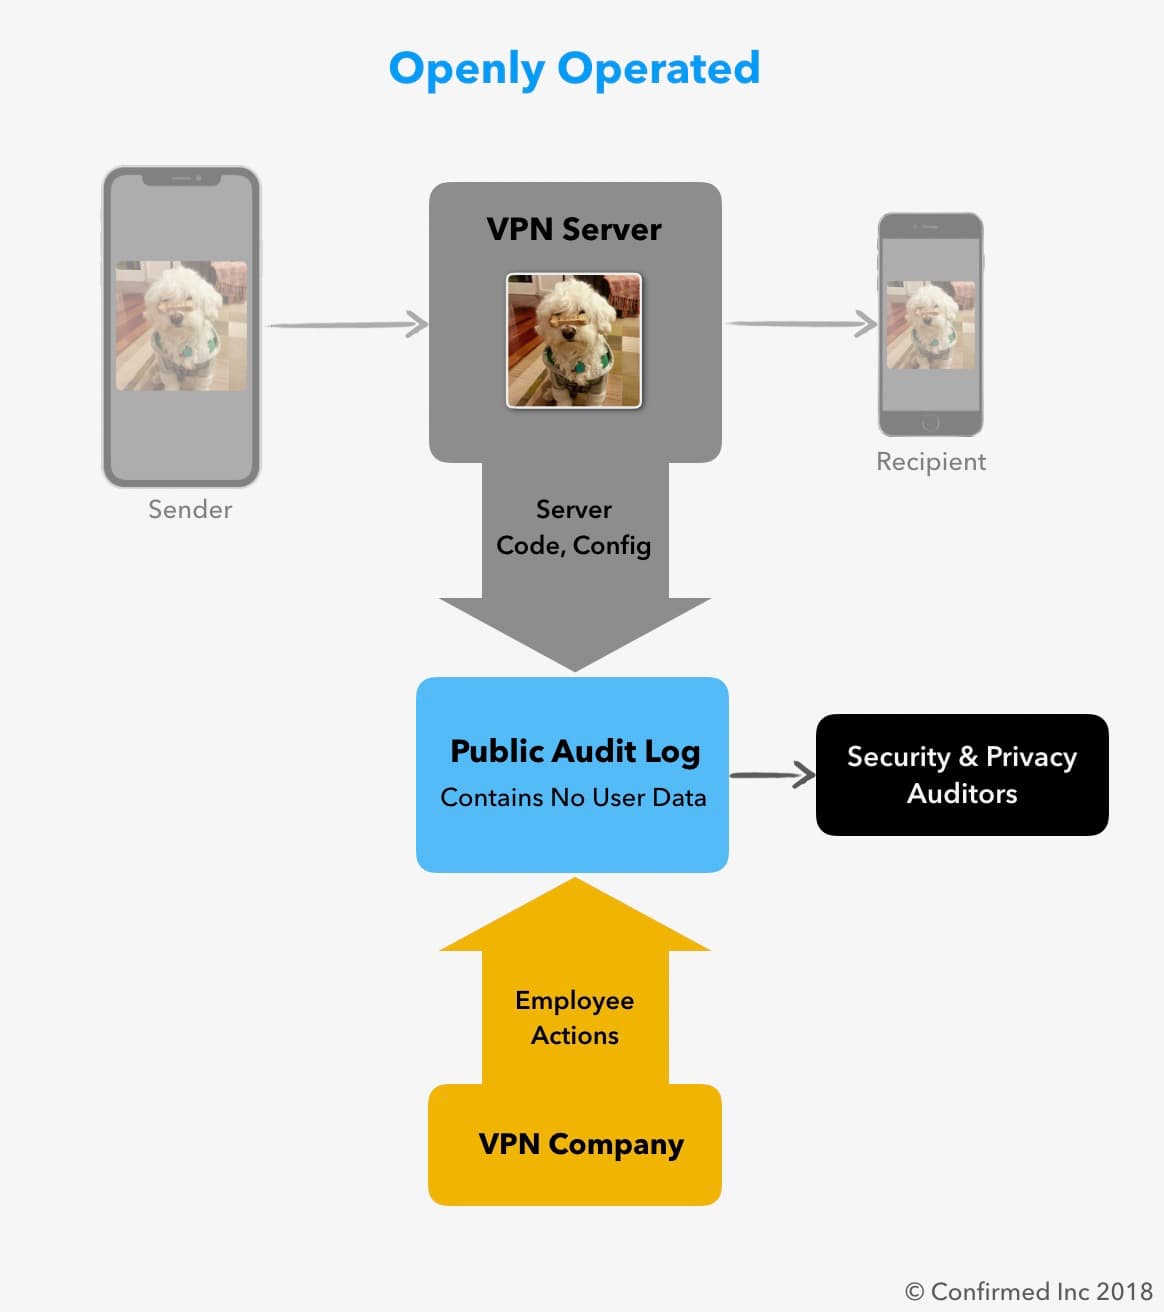 Openly Operated
VPN Server
Sender
Recipient
Server
Code, Config
Public Audit Log
Contains No User Data
Security & Privacy
Auditors
Employee
Actions
VPN Company
© Confirmed Inc 2018